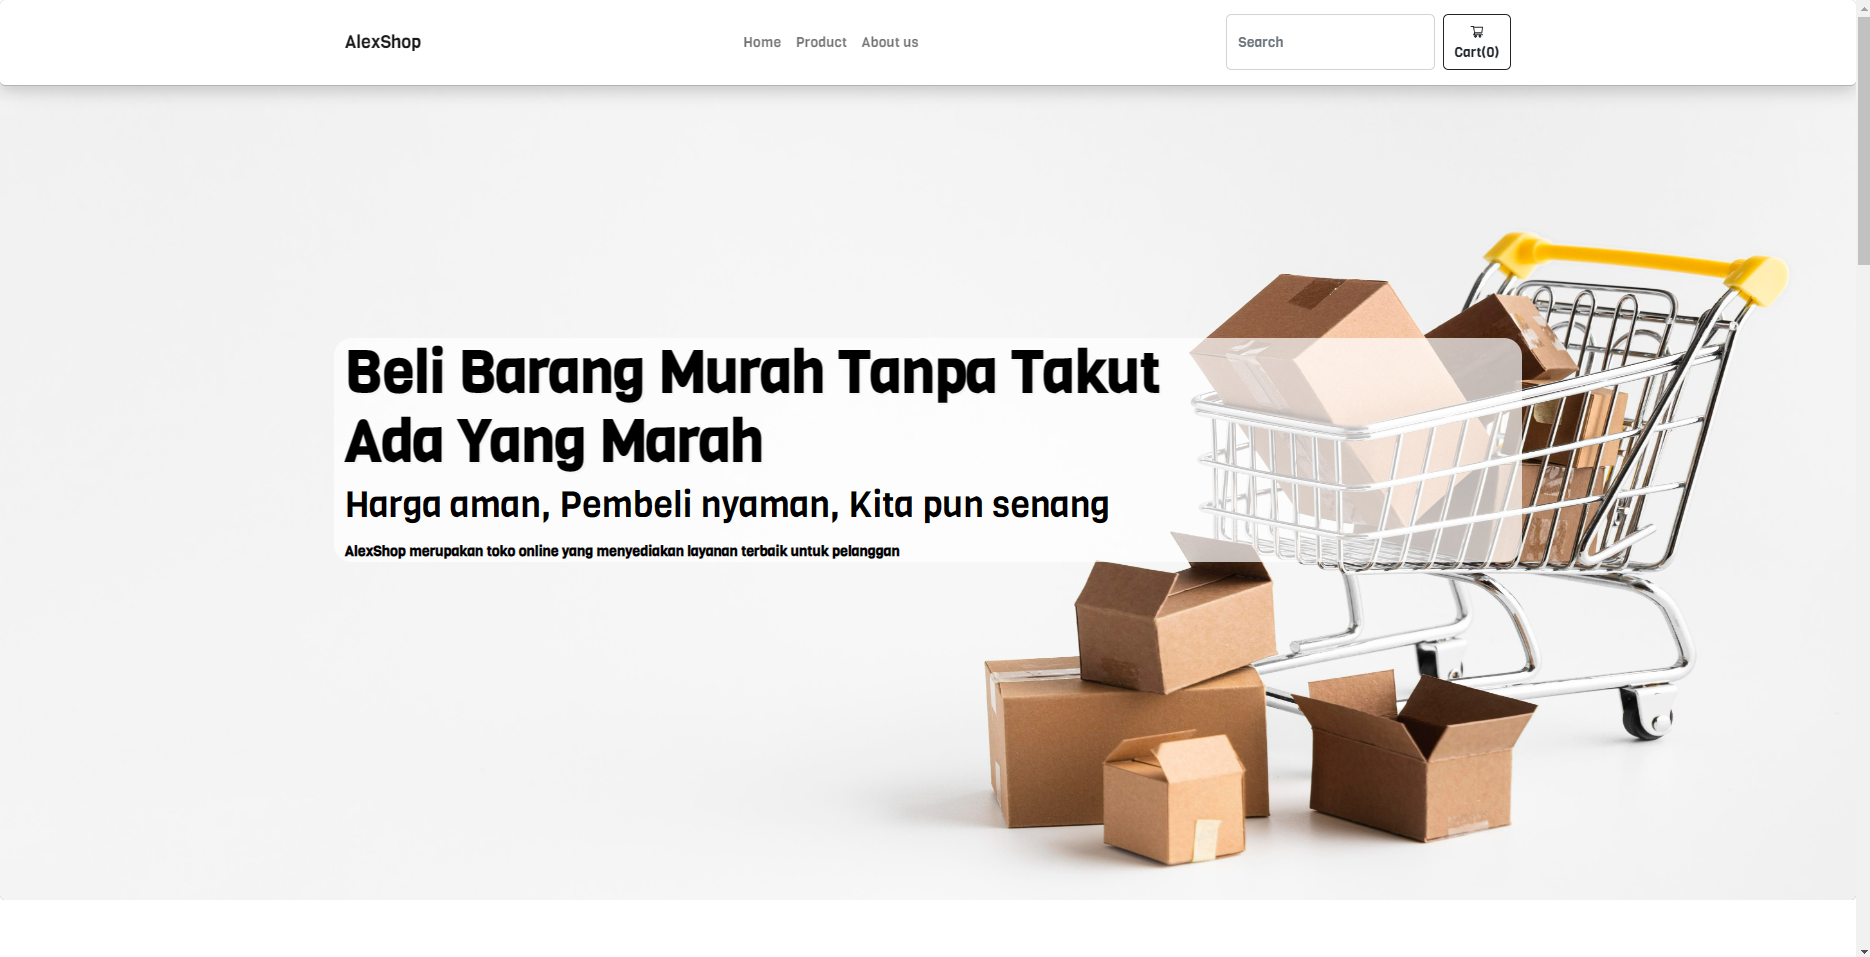 AlexShop
Home Product About us
Search
Cart(0)
Beli Barang Murah Tanpa Takut
Ada Yang Marah
Harga aman, Pembeli nyaman, Kita pun senang
AlexShop merupakan toko online yang menyediakan layanan terbaik untuk pelanggan